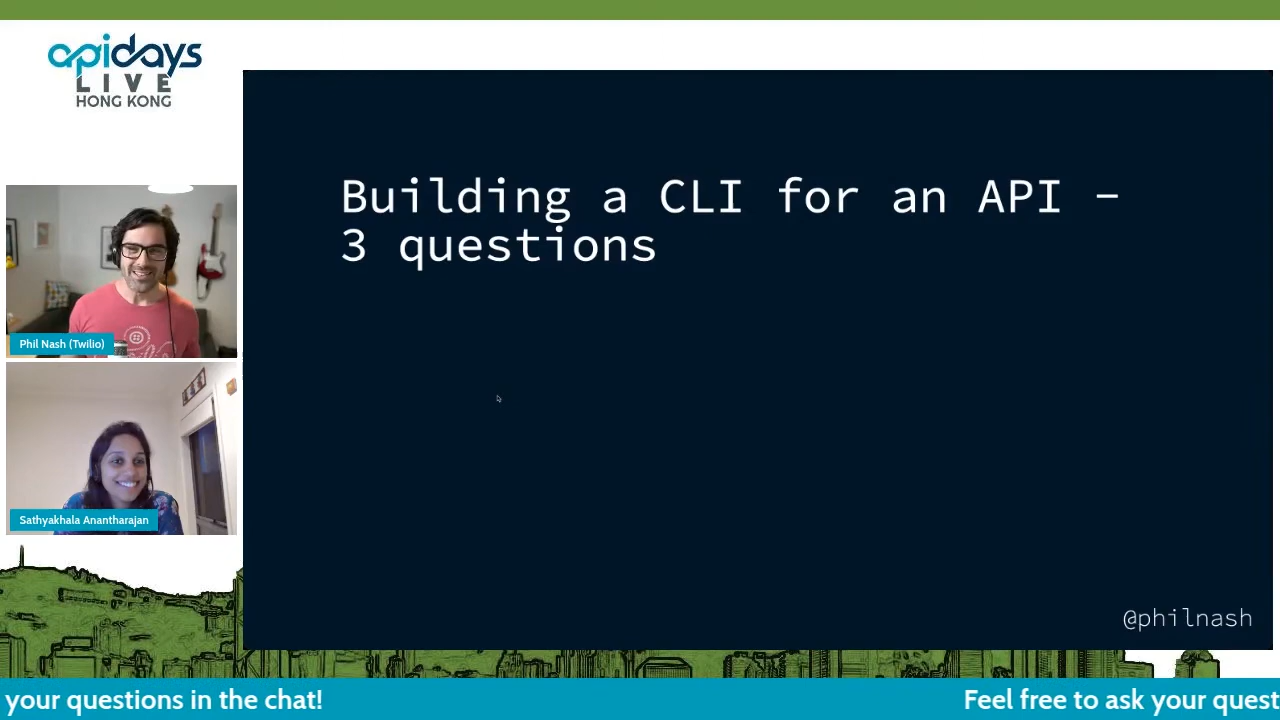 apidays
LIVE
HONG KONG
Building a CLI for an API –
3 questions
Phil Nash (Twilio)
Sathyakhala Anantharajan
@philnash
your questions in the chat!
Feel free to ask your quest